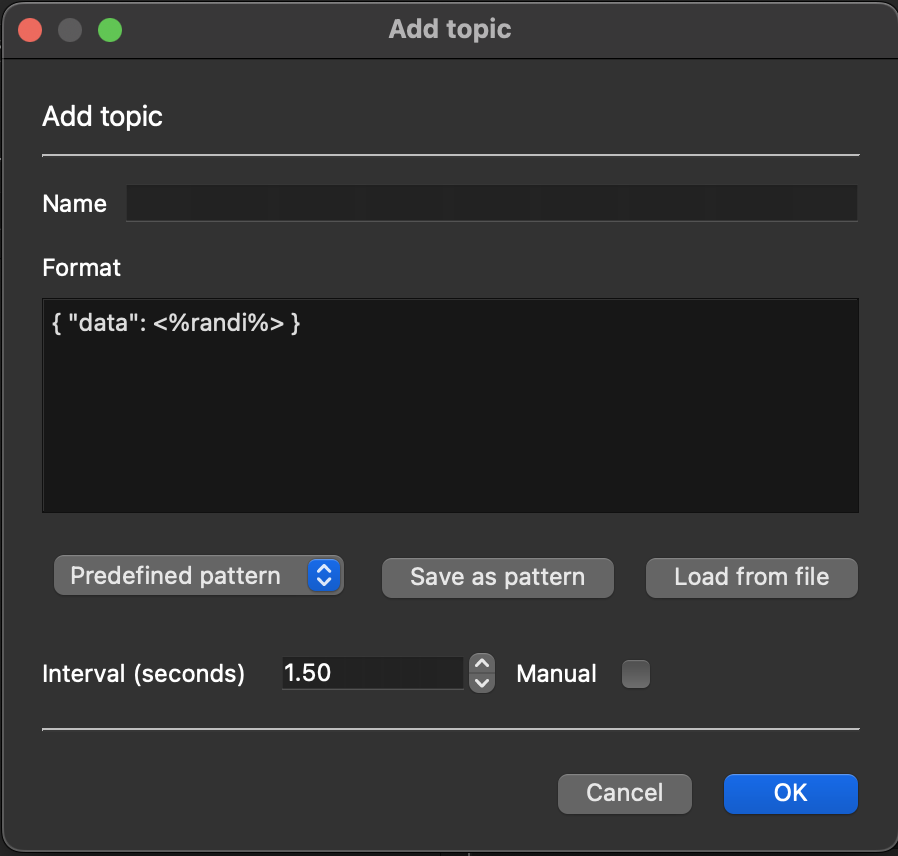 Add topic
Add topic
Name
Format
{ "data": <%randi%> }
Predefined pattern
Save as pattern
Load from file
Interval (seconds) 1.50 Manual
Cancel OK